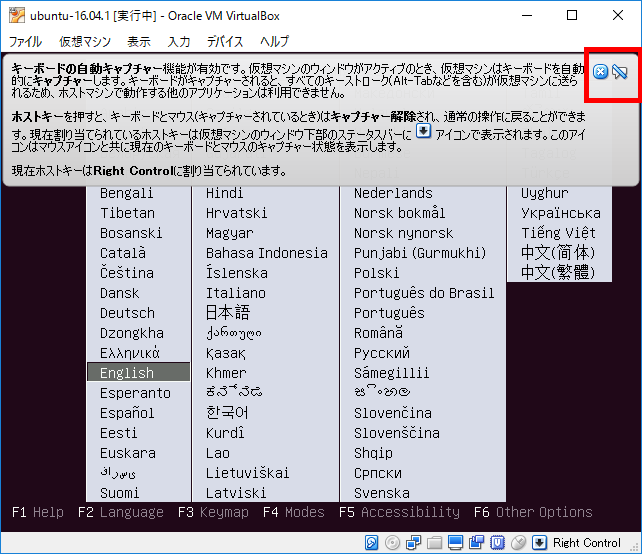 ubuntu-16.04.1 [実行中] - Oracle VM VirtualBox
ファイル 仮想マシン 表示 入力 デバイス ヘルプ
キーボードの自動キャプチャー機能が有効です。仮想マシンのウィンドウがアクティブのとき、仮想マシンはキーボードを自動
的にキャプチャーします。キーボードがキャプチャーされると、すべてのキーストローク(Alt-Tabなどを含む)が仮想マシンに送ら
れるため、ホストマシンで動作する他のアプリケーションは利用できません。
ホストキーを押すと、キーボードとマウス(キャプチャーされているとき)はキャプチャー解除され、通常の操作に戻ることができま
す。現在割り当てられているホストキーは仮想マシンのウィンドウ下部のステータスバーに アイコンで表示されます。このアイ
コンはマウスアイコンと共に現在のキーボードとマウスのキャプチャー状態を表示します。
現在ホストキーはRight Controlに割り当てられています。
Bengali Hindi Nederlands Uyghur
Tibetan Hrvatski Norsk bokmål Українська
Bosanski Magyar Norsk nynorsk Tiếng Việt
Català Bahasa Indonesia Punjabi (Gurmukhi) 中文(简体)
Čeština Íslenska Polski 中文(繁體)
Dansk Italiano Português do Brasil
Deutsch 日本語 Português
Dzongkha ქართული Română
Ελληνικά Қазақ Русский
English Khmer Sámegillii
Esperanto ಕನ್ನಡ සිංහල
Español 한국어 Slovenčina
Eesti Kurdî Slovenščina
Euskara Lao Shqip
فارسی Lietuviškai Српски
Suomi Latviski Svenska
F1 Help F2 Language F3 Keymap F4 Modes F5 Accessibility F6 Other Options
Right Control